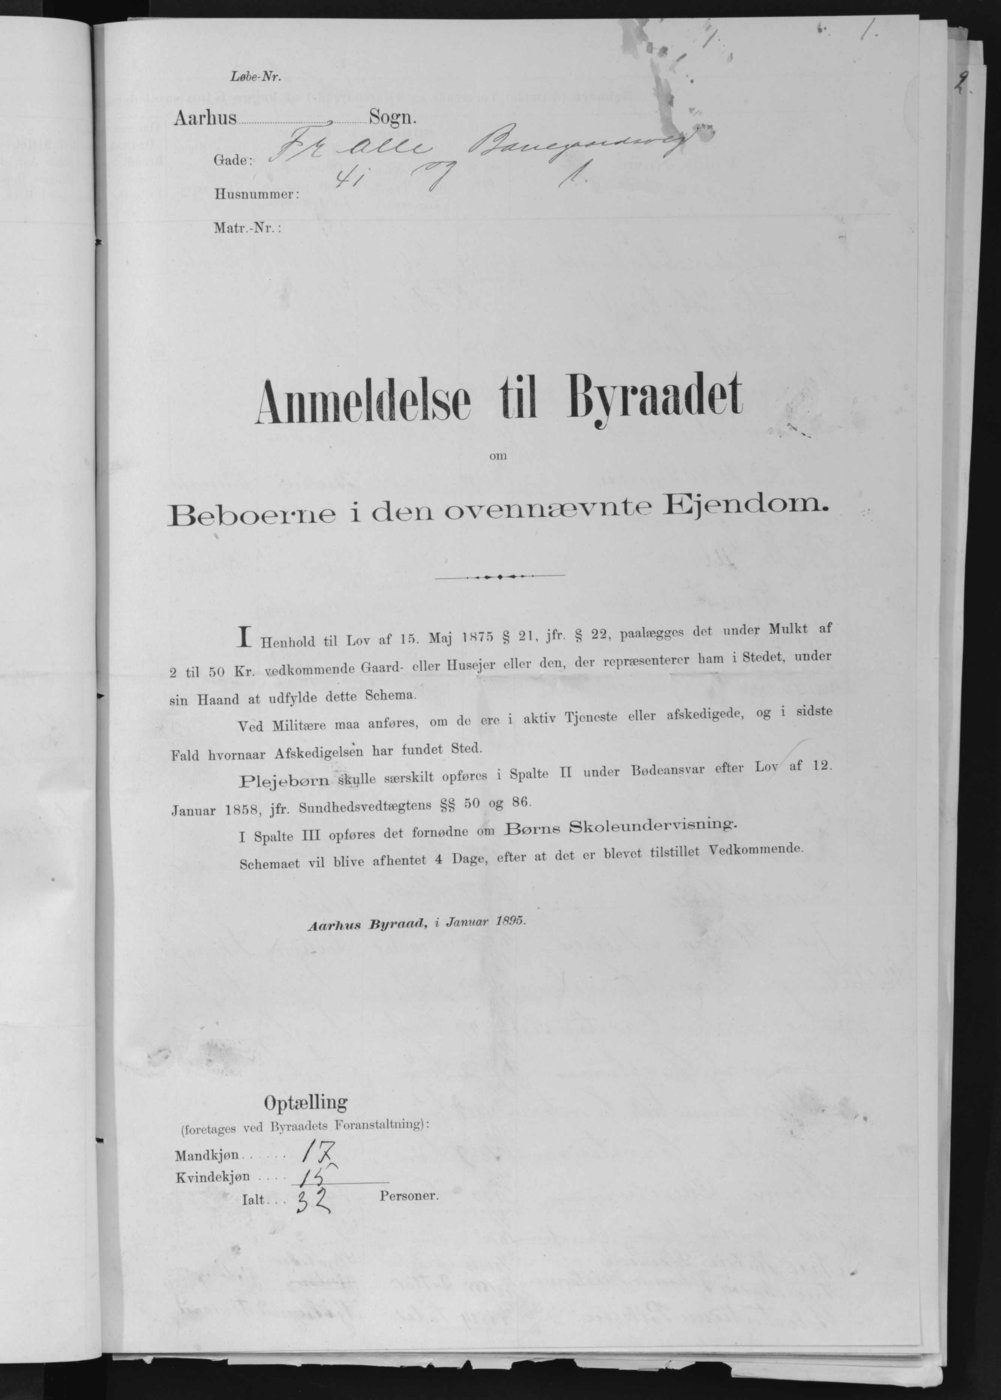 1. 1.
2.
Løbe-Nr.
Aarhus Sogn.
Gade: Fr Alle Banegaardsvej
Husnummer: 41 og 1.
Matr.-Nr.:
Anmeldelse til Byraadet
om
Beboerne i den ovennævnte Ejendom.
I Henhold til Lov af 15. Maj 1875 § 21, jfr. § 22, paalægges det under Mulkt af
2 til 50 Kr. vedkommende Gaard- eller Husejer eller den, der repræsenterer ham i Stedet, under
sin Haand at udfylde dette Schema.
Ved Militære maa anføres, om de ere i aktiv Tjeneste eller afskedigede, og i sidste
Fald hvornaar Afskedigelsen har fundet Sted.
Plejebørn skulle særskilt opføres i Spalte II under Bødeansvar efter Lov af 12.
Januar 1858, jfr. Sundhedsvedtægtens §§ 50 og 86.
I Spalte III opføres det fornødne om Børns Skoleundervisning.
Schemaet vil blive afhentet 4 Dage, efter at det er blevet tilstillet Vedkommende.
Aarhus Byraad, i Januar 1895.
Optælling
(foretages ved Byraadets Foranstaltning):
Mandkjøn...... 17
Kvindekjøn .... 15
Ialt... 32 Personer.